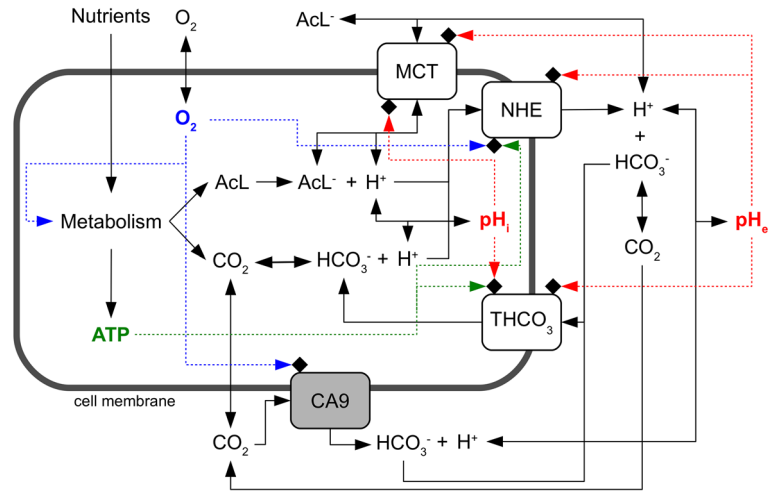 Nutrients
O₂
AcL⁻
MCT
NHE
H⁺
+
HCO₃⁻
CO₂
O₂
AcL
AcL⁻ + H⁺
Metabolism
pHᵢ
pHₑ
CO₂
HCO₃⁻ + H⁺
ATP
THCO₃
cell membrane
CA9
CO₂
HCO₃⁻ + H⁺